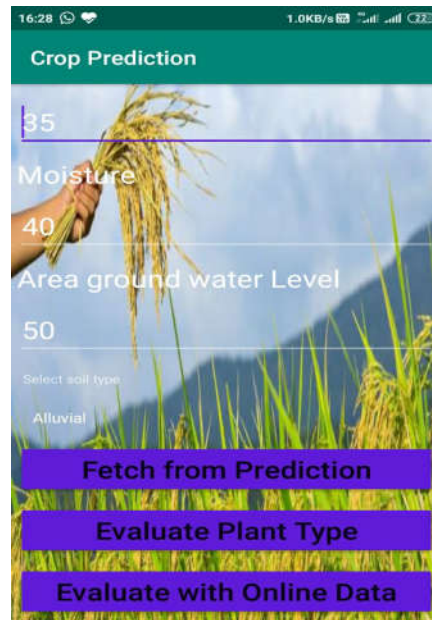 16:28 1.0KB/s 22
Crop Prediction
35
Moisture
40
Area ground water Level
50
Select soil type
Alluvial
Fetch from Prediction
Evaluate Plant Type
Evaluate with Online Data